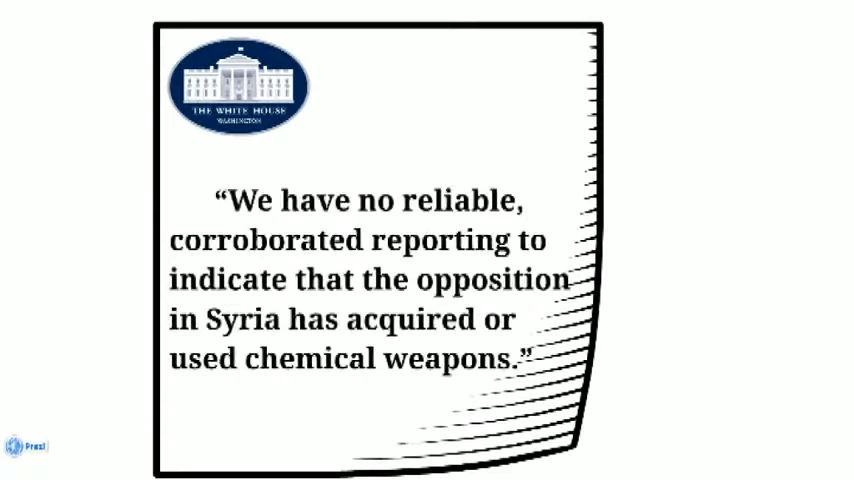 THE WHITE HOUSE
WASHINGTON
“We have no reliable,
corroborated reporting to
indicate that the opposition
in Syria has acquired or
used chemical weapons.”
Prezi